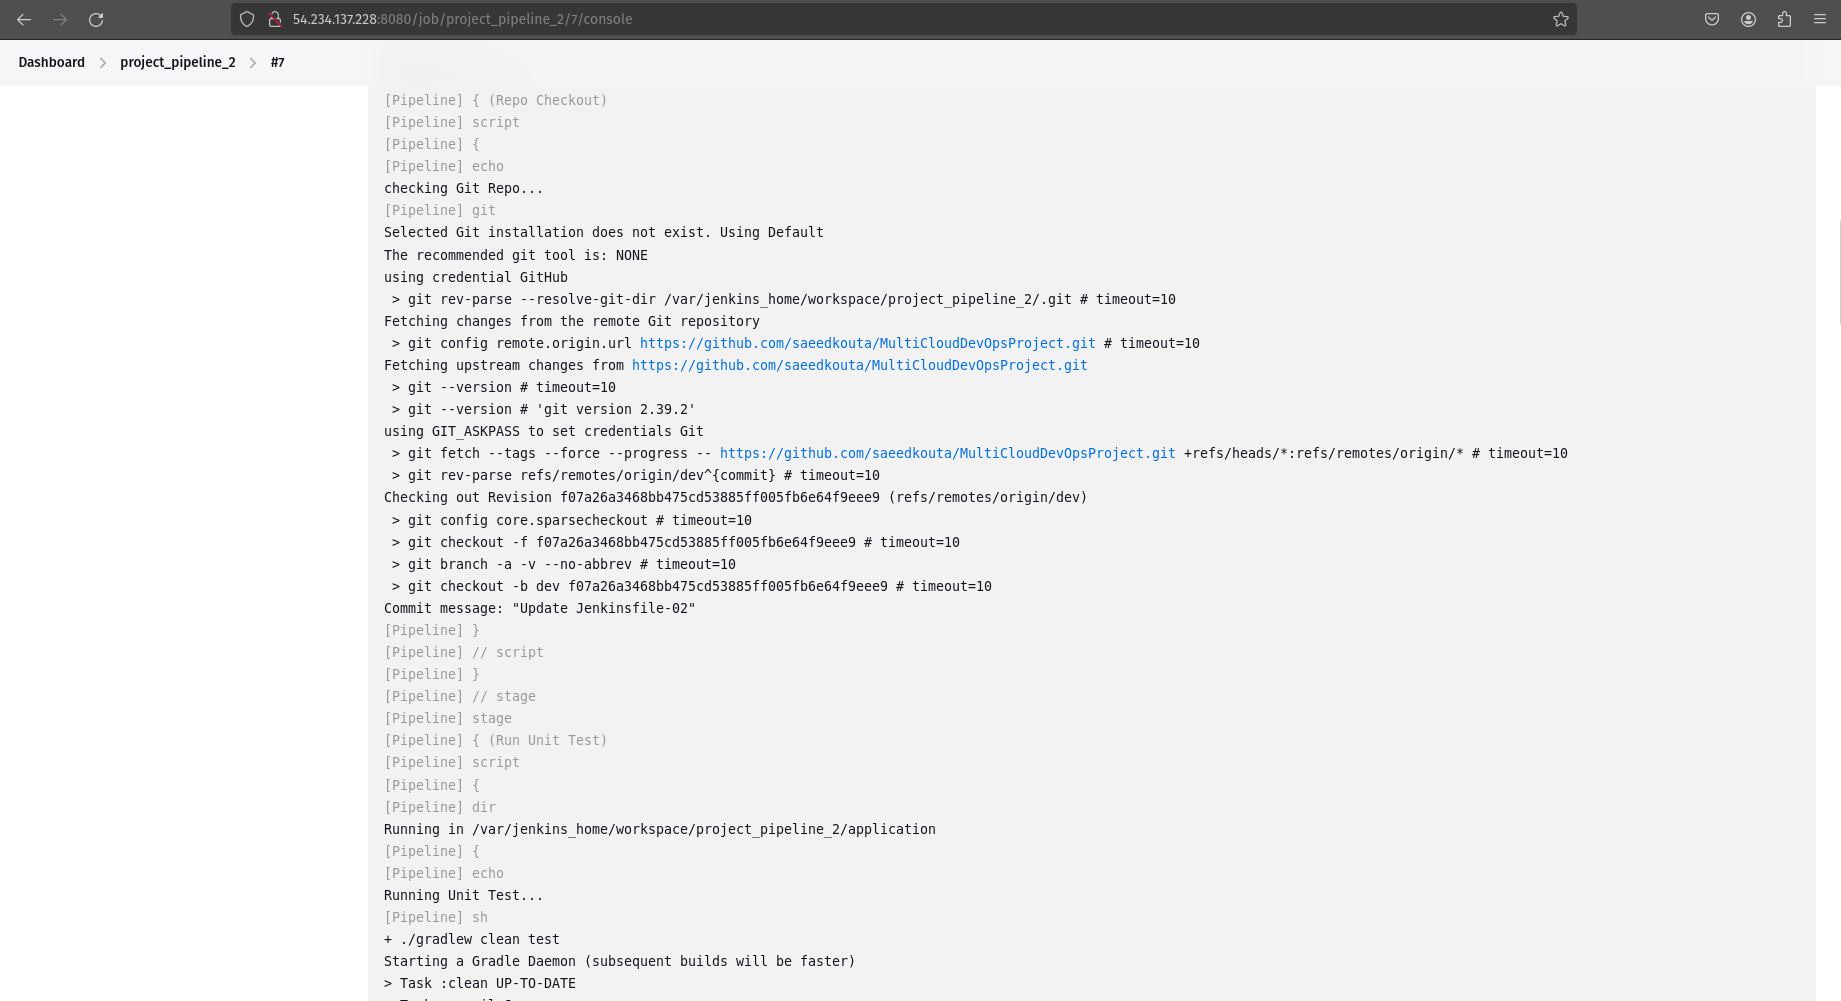 54.234.137.228:8080/job/project_pipeline_2/7/console
Dashboard > project_pipeline_2 > #7
[Pipeline] { (Repo Checkout)
[Pipeline] script
[Pipeline] {
[Pipeline] echo
checking Git Repo...
[Pipeline] git
Selected Git installation does not exist. Using Default
The recommended git tool is: NONE
using credential GitHub
 > git rev-parse --resolve-git-dir /var/jenkins_home/workspace/project_pipeline_2/.git # timeout=10
Fetching changes from the remote Git repository
 > git config remote.origin.url https://github.com/saeedkouta/MultiCloudDevOpsProject.git # timeout=10
Fetching upstream changes from https://github.com/saeedkouta/MultiCloudDevOpsProject.git
 > git --version # timeout=10
 > git --version # 'git version 2.39.2'
using GIT_ASKPASS to set credentials Git
 > git fetch --tags --force --progress -- https://github.com/saeedkouta/MultiCloudDevOpsProject.git +refs/heads/*:refs/remotes/origin/* # timeout=10
 > git rev-parse refs/remotes/origin/dev^{commit} # timeout=10
Checking out Revision f07a26a3468bb475cd53885ff005fb6e64f9eee9 (refs/remotes/origin/dev)
 > git config core.sparsecheckout # timeout=10
 > git checkout -f f07a26a3468bb475cd53885ff005fb6e64f9eee9 # timeout=10
 > git branch -a -v --no-abbrev # timeout=10
 > git checkout -b dev f07a26a3468bb475cd53885ff005fb6e64f9eee9 # timeout=10
Commit message: "Update Jenkinsfile-02"
[Pipeline] }
[Pipeline] // script
[Pipeline] }
[Pipeline] // stage
[Pipeline] stage
[Pipeline] { (Run Unit Test)
[Pipeline] script
[Pipeline] {
[Pipeline] dir
Running in /var/jenkins_home/workspace/project_pipeline_2/application
[Pipeline] {
[Pipeline] echo
Running Unit Test...
[Pipeline] sh
+ ./gradlew clean test
Starting a Gradle Daemon (subsequent builds will be faster)
> Task :clean UP-TO-DATE